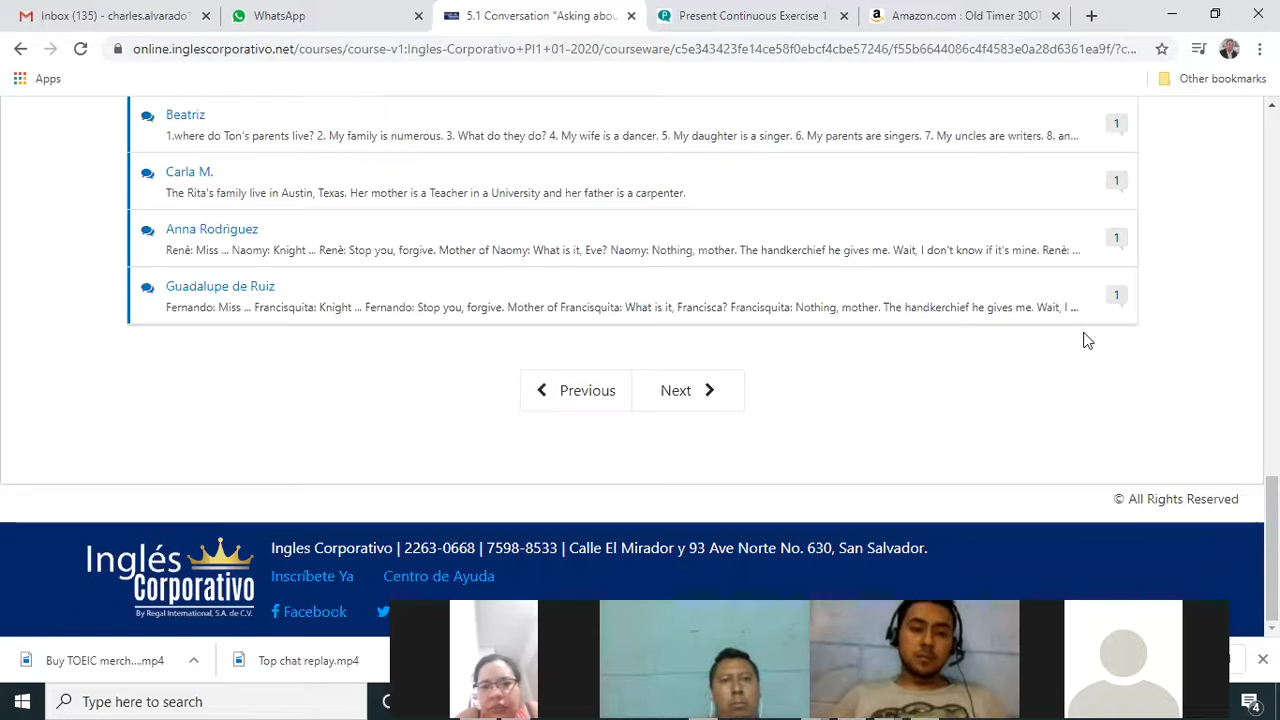 Inbox (135) - charles.alvarado(
WhatsApp
5.1 Conversation "Asking abou
Present Continuous Exercise 1
Amazon.com : Old Timer 30OT
online.inglescorporativo.net/courses/course-v1:Ingles-Corporativo+PI1+01-2020/courseware/c5e343423fe14ce58f0ebcf4cbe57246/f55b6644086c4f4583e0a28d6361ea9f/?c...
Apps
Other bookmarks
Beatriz
1.where do Ton's parents live? 2. My family is numerous. 3. What do they do? 4. My wife is a dancer. 5. My daughter is a singer. 6. My parents are singers. 7. My uncles are writers. 8. an...
1
Carla M.
The Rita's family live in Austin, Texas. Her mother is a Teacher in a University and her father is a carpenter.
1
Anna Rodrìguez
Renè: Miss ... Naomy: Knight ... Renè: Stop you, forgive. Mother of Naomy: What is it, Eve? Naomy: Nothing, mother. The handkerchief he gives me. Wait, I don't know if it's mine. Renè: ...
1
Guadalupe de Ruiz
Fernando: Miss ... Francisquita: Knight ... Fernando: Stop you, forgive. Mother of Francisquita: What is it, Francisca? Francisquita: Nothing, mother. The handkerchief he gives me. Wait, I ...
1
Previous
Next
© All Rights Reserved
Inglés Corporativo
By Regal International, S.A. de C.V.
Ingles Corporativo | 2263-0668 | 7598-8533 | Calle El Mirador y 93 Ave Norte No. 630, San Salvador.
Inscríbete Ya
Centro de Ayuda
Facebook
Buy TOEIC merch....mp4
Top chat replay.mp4
Type here to search
4